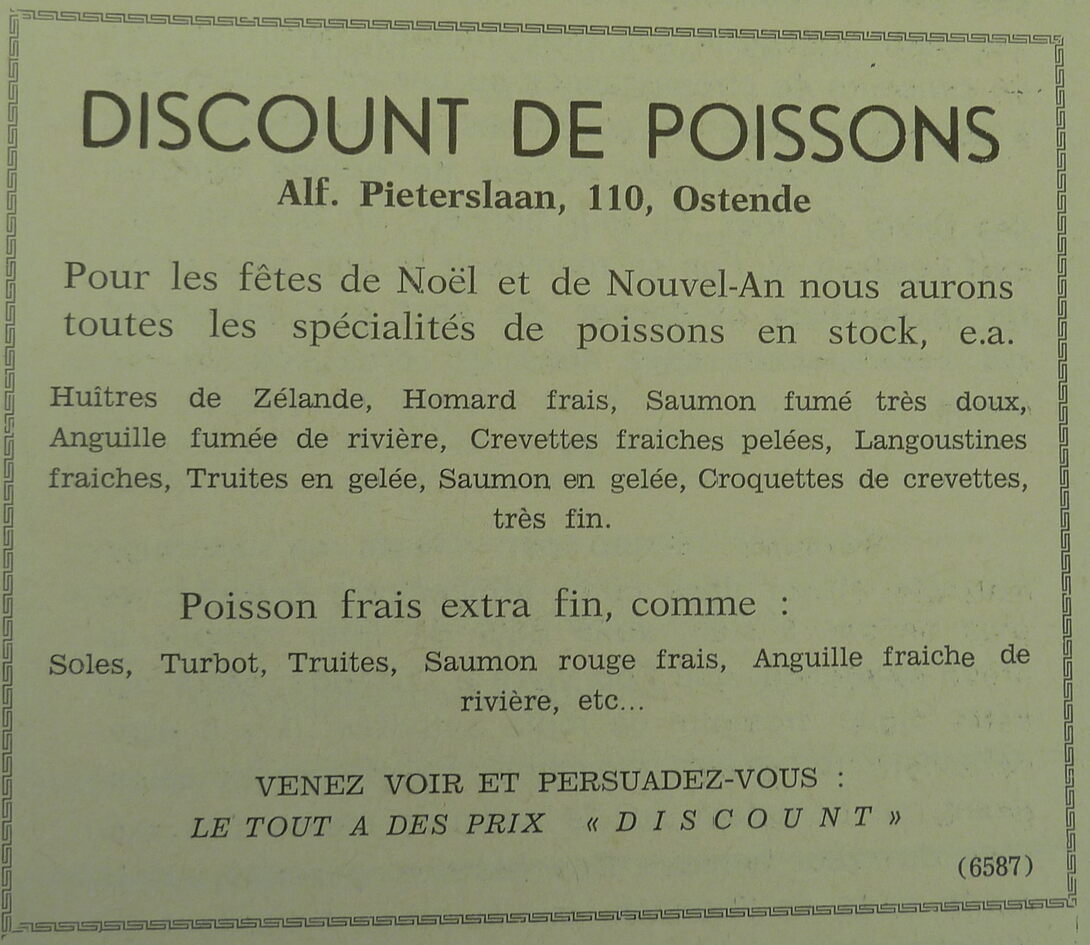 DISCOUNT DE POISSONS
Alf. Pieterslaan, 110, Ostende
Pour les fêtes de Noël et de Nouvel-An nous aurons
toutes les spécialités de poissons en stock, e.a.
Huîtres de Zélande, Homard frais, Saumon fumé très doux,
Anguille fumée de rivière, Crevettes fraiches pelées, Langoustines
fraiches, Truites en gelée, Saumon en gelée, Croquettes de crevettes,
très fin.
Poisson frais extra fin, comme :
Soles, Turbot, Truites, Saumon rouge frais, Anguille fraiche de
rivière, etc...
VENEZ VOIR ET PERSUADEZ-VOUS :
LE TOUT A DES PRIX « D I S C O U N T »
(6587)